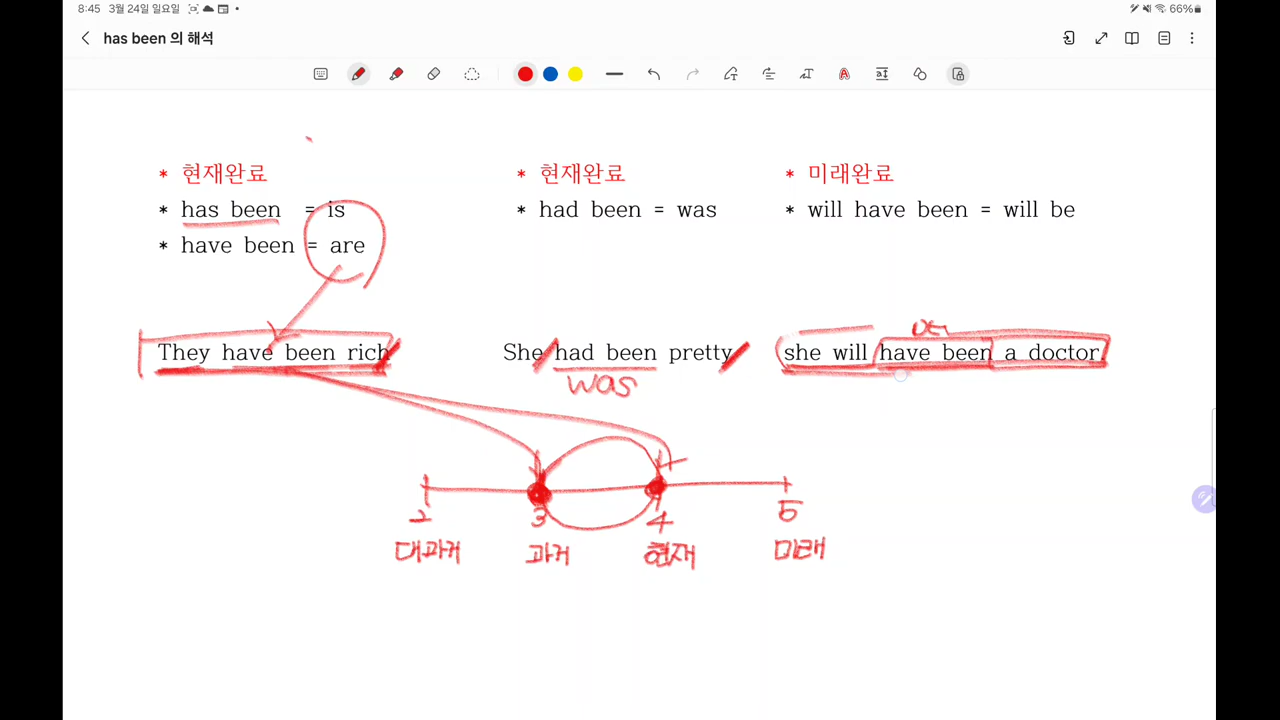 8:45 3월 24일 일요일
66%
has been 의 해석
* 현재완료
* has been = is
* have been = are
* 현재완료
* had been = was
* 미래완료
* will have been = will be
They have been rich
She had been pretty
was
she will have been a doctor
2 3 4 5
대과거 과거 현재 미래